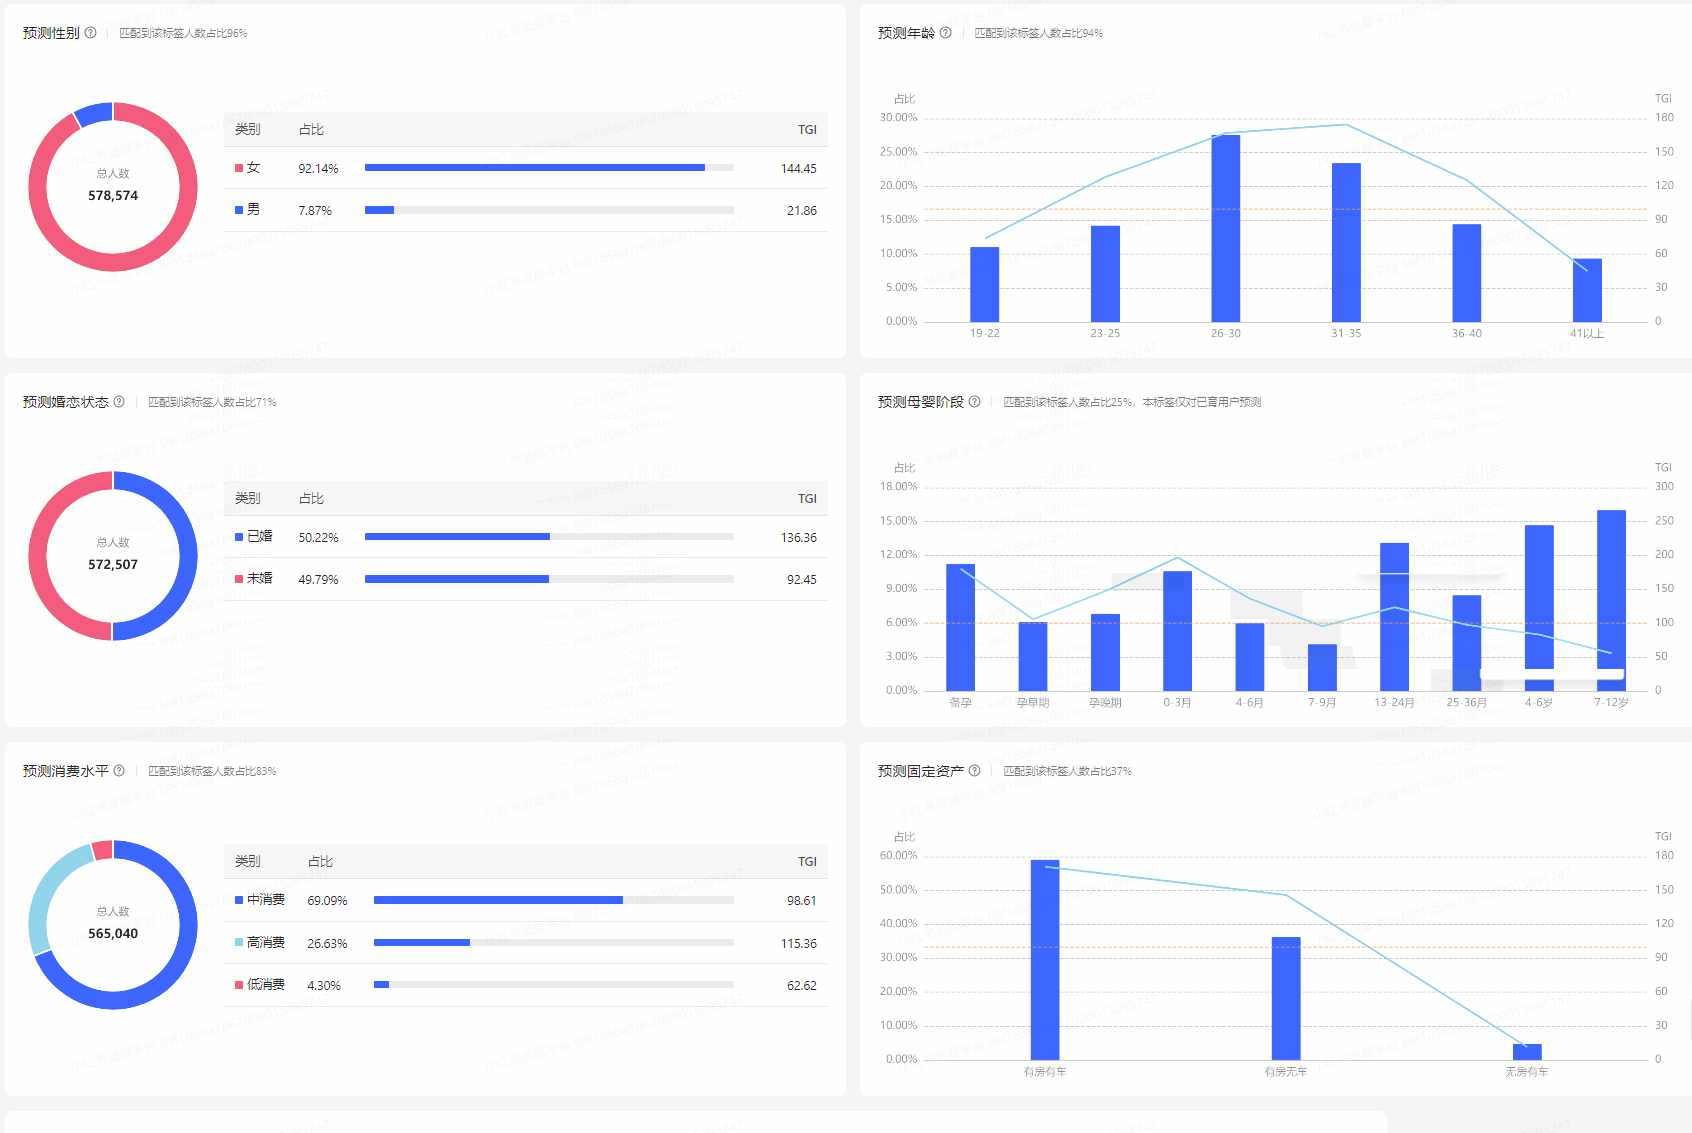 预测性别 匹配到该标签人数占比96%
总人数
578,574
类别 占比 TGI
女 92.14% 144.45
男 7.87% 21.86
预测年龄 匹配到该标签人数占比94%
占比 TGI
30.00% 180
25.00% 150
20.00% 120
15.00% 90
10.00% 60
5.00% 30
0.00% 0
19-22 23-25 26-30 31-35 36-40 41以上
预测婚恋状态 匹配到该标签人数占比71%
总人数
572,507
类别 占比 TGI
已婚 50.22% 136.36
未婚 49.79% 92.45
预测母婴阶段 匹配到该标签人数占比25%，本标签仅对已育用户预测
占比 TGI
18.00% 300
15.00% 250
12.00% 200
9.00% 150
6.00% 100
3.00% 50
0.00% 0
备孕 孕早期 孕晚期 0-3月 4-6月 7-9月 13-24月 25-36月 4-6岁 7-12岁
预测消费水平 匹配到该标签人数占比83%
总人数
565,040
类别 占比 TGI
中消费 69.09% 98.61
高消费 26.63% 115.36
低消费 4.30% 62.62
预测固定资产 匹配到该标签人数占比37%
占比 TGI
60.00% 180
50.00% 150
40.00% 120
30.00% 90
20.00% 60
10.00% 30
0.00% 0
有房有车 有房无车 无房有车